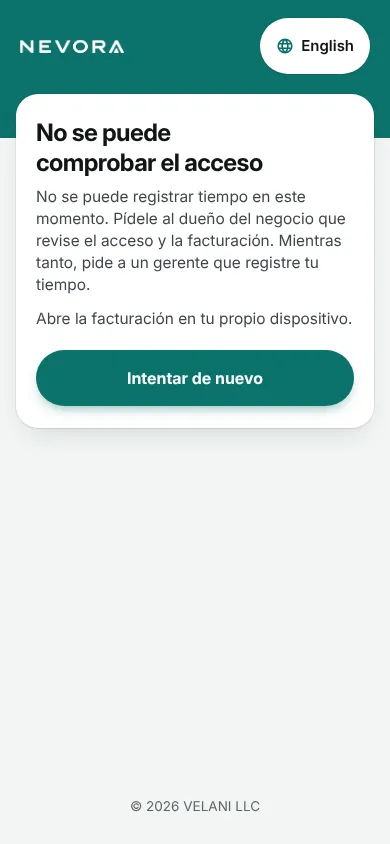 NEVORA
English
No se puede
comprobar el acceso
No se puede registrar tiempo en este
momento. Pídele al dueño del negocio que
revise el acceso y la facturación. Mientras
tanto, pide a un gerente que registre tu
tiempo.
Abre la facturación en tu propio dispositivo.
Intentar de nuevo
© 2026 VELANI LLC